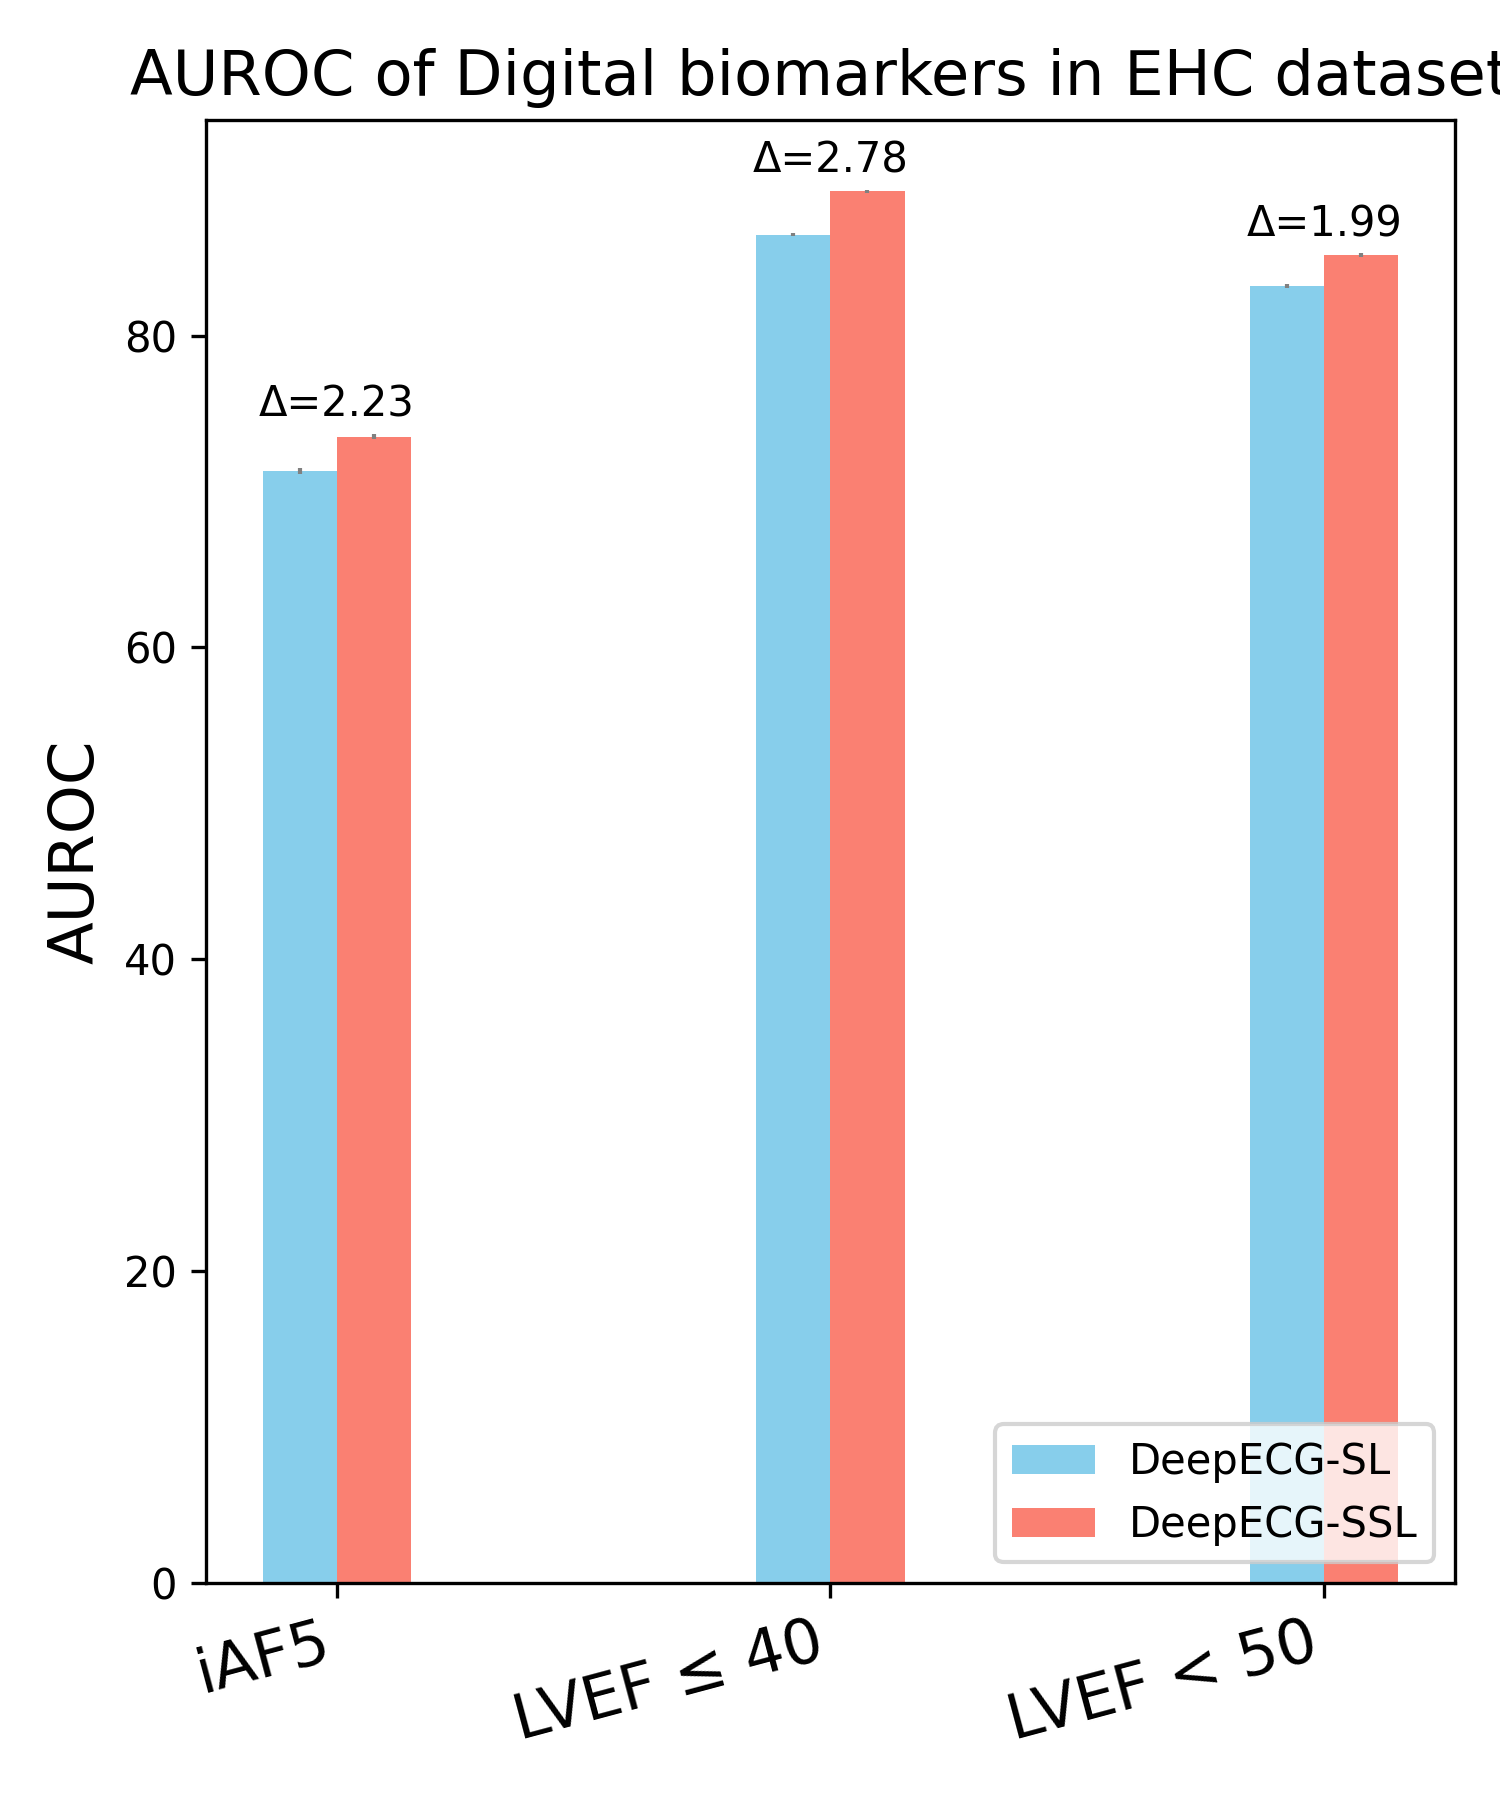 AUROC of Digital biomarkers in EHC dataset
Δ=2.78
Δ=1.99
Δ=2.23
80
60
40
20
0
AUROC
DeepECG-SL
DeepECG-SSL
iAF5
LVEF ≤ 40
LVEF < 50